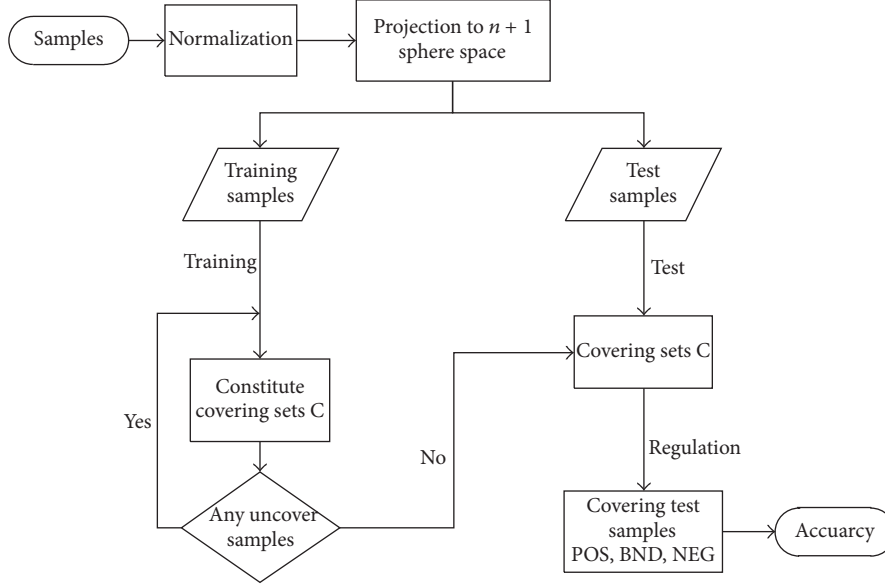 Samples
Normalization
Projection to n + 1
sphere space
Training
samples
Test
samples
Training
Test
Constitute
covering sets C
Covering sets C
Yes
No
Regulation
Any uncover
samples
Covering test
samples
POS, BND, NEG
Accuarcy